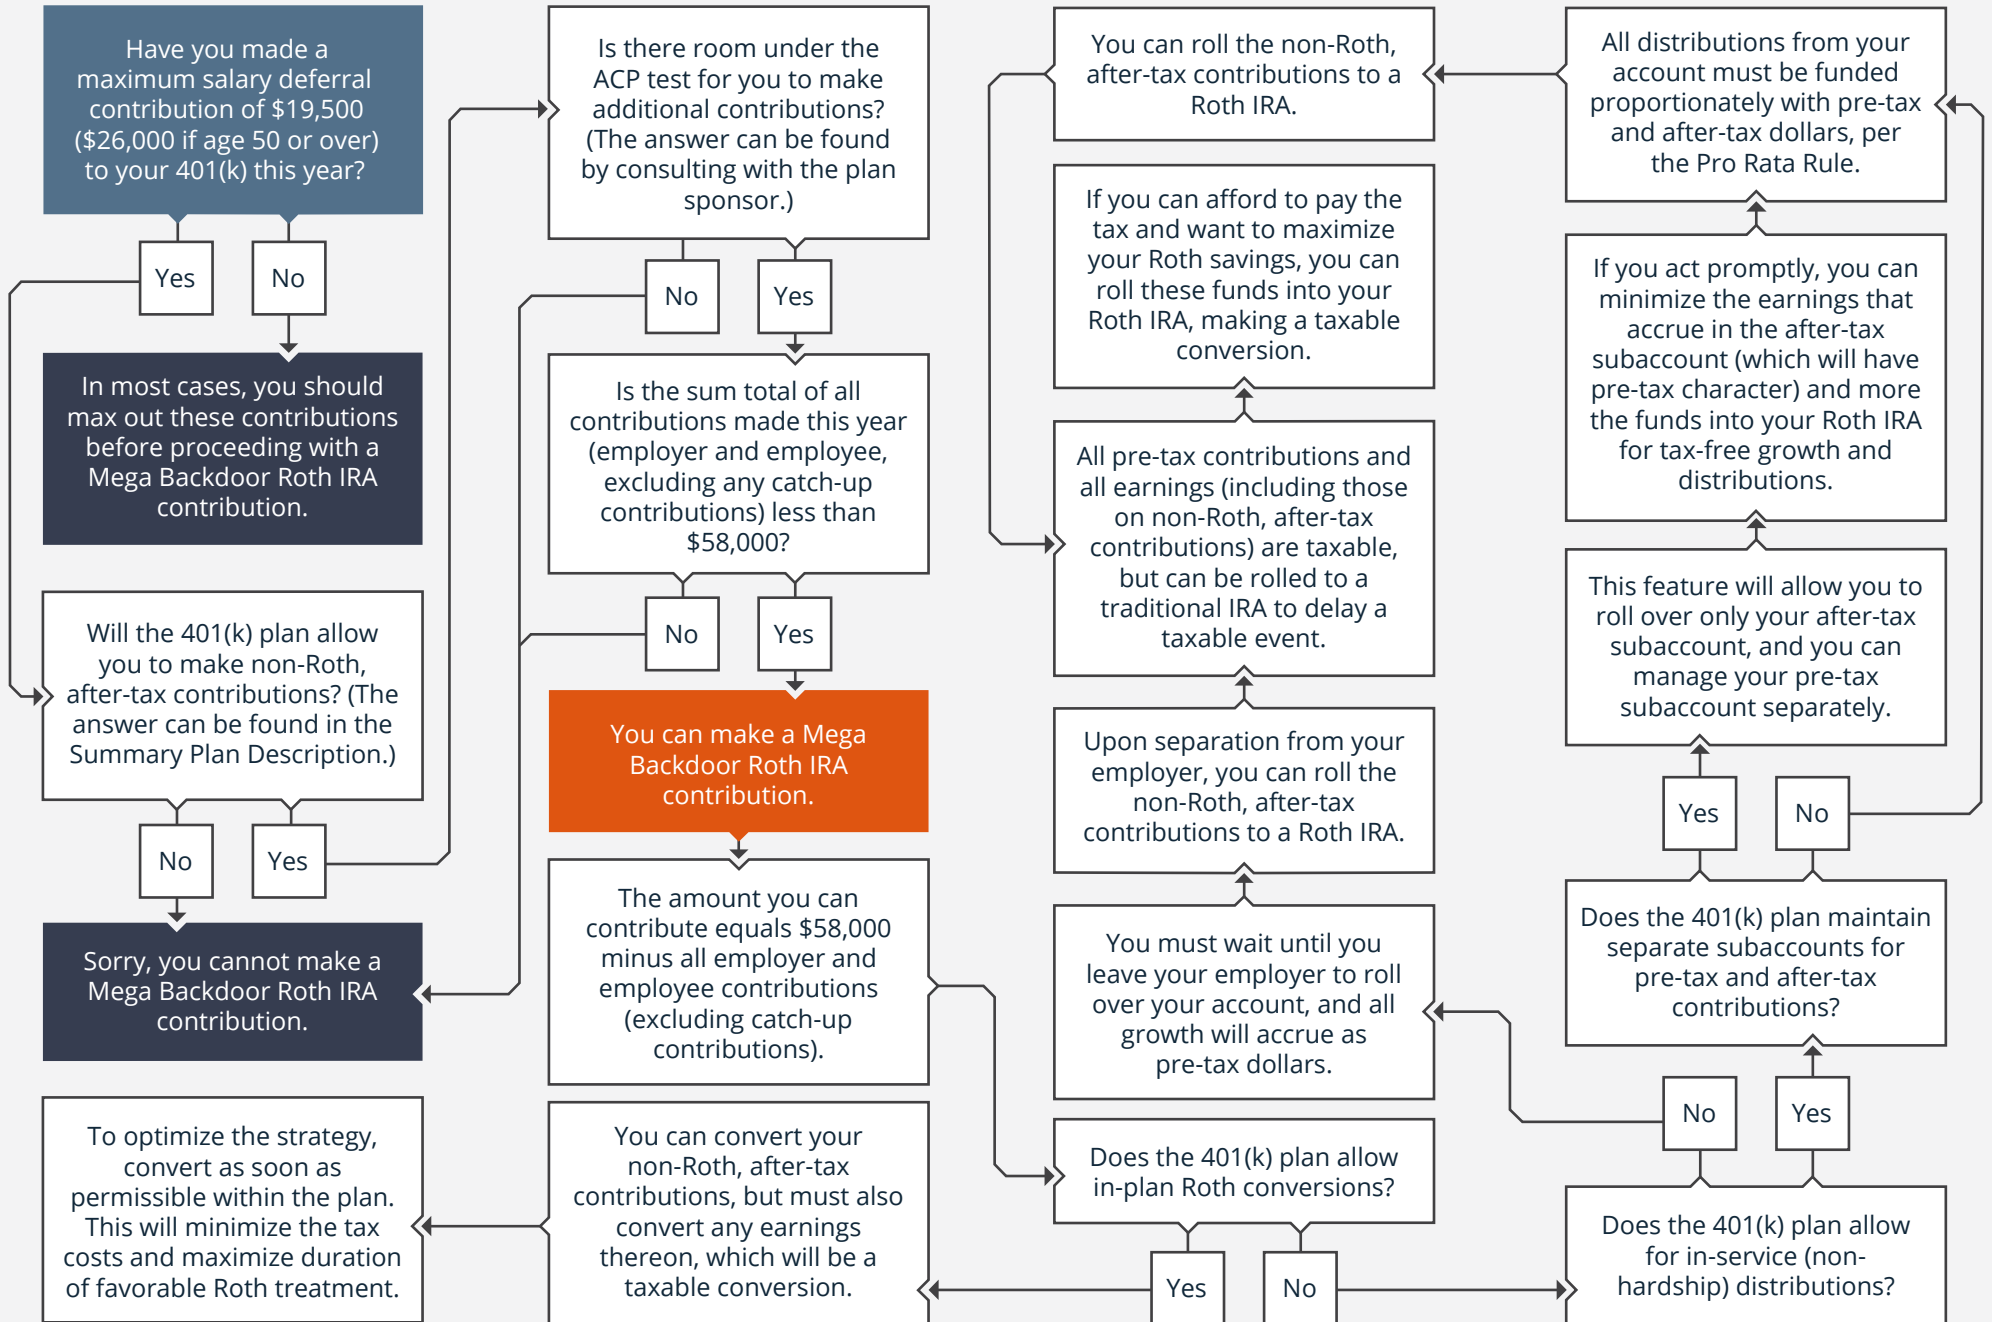 Have you made a
maximum salary deferral
contribution of $19,500
($26,000 if age 50 or over)
to your 401(k) this year?
Yes
No
In most cases, you should
max out these contributions
before proceeding with a
Mega Backdoor Roth IRA
contribution.
Will the 401(k) plan allow
you to make non-Roth,
after-tax contributions? (The
answer can be found in the
Summary Plan Description.)
No
Yes
Sorry, you cannot make a
Mega Backdoor Roth IRA
contribution.
Is there room under the
ACP test for you to make
additional contributions?
(The answer can be found
by consulting with the plan
sponsor.)
No
Yes
Is the sum total of all
contributions made this year
(employer and employee,
excluding any catch-up
contributions) less than
$58,000?
No
Yes
You can make a Mega
Backdoor Roth IRA
contribution.
The amount you can
contribute equals $58,000
minus all employer and
employee contributions
(excluding catch-up
contributions).
Does the 401(k) plan allow
in-plan Roth conversions?
Yes
No
You can convert your
non-Roth, after-tax
contributions, but must also
convert any earnings
thereon, which will be a
taxable conversion.
To optimize the strategy,
convert as soon as
permissible within the plan.
This will minimize the tax
costs and maximize duration
of favorable Roth treatment.
Does the 401(k) plan allow
for in-service (non-
hardship) distributions?
No
Yes
You must wait until you
leave your employer to roll
over your account, and all
growth will accrue as
pre-tax dollars.
Upon separation from your
employer, you can roll the
non-Roth, after-tax
contributions to a Roth IRA.
All pre-tax contributions and
all earnings (including those
on non-Roth, after-tax
contributions) are taxable,
but can be rolled to a
traditional IRA to delay a
taxable event.
If you can afford to pay the
tax and want to maximize
your Roth savings, you can
roll these funds into your
Roth IRA, making a taxable
conversion.
Does the 401(k) plan maintain
separate subaccounts for
pre-tax and after-tax
contributions?
Yes
No
This feature will allow you to
roll over only your after-tax
subaccount, and you can
manage your pre-tax
subaccount separately.
If you act promptly, you can
minimize the earnings that
accrue in the after-tax
subaccount (which will have
pre-tax character) and more
the funds into your Roth IRA
for tax-free growth and
distributions.
All distributions from your
account must be funded
proportionately with pre-tax
and after-tax dollars, per
the Pro Rata Rule.
You can roll the non-Roth,
after-tax contributions to a
Roth IRA.